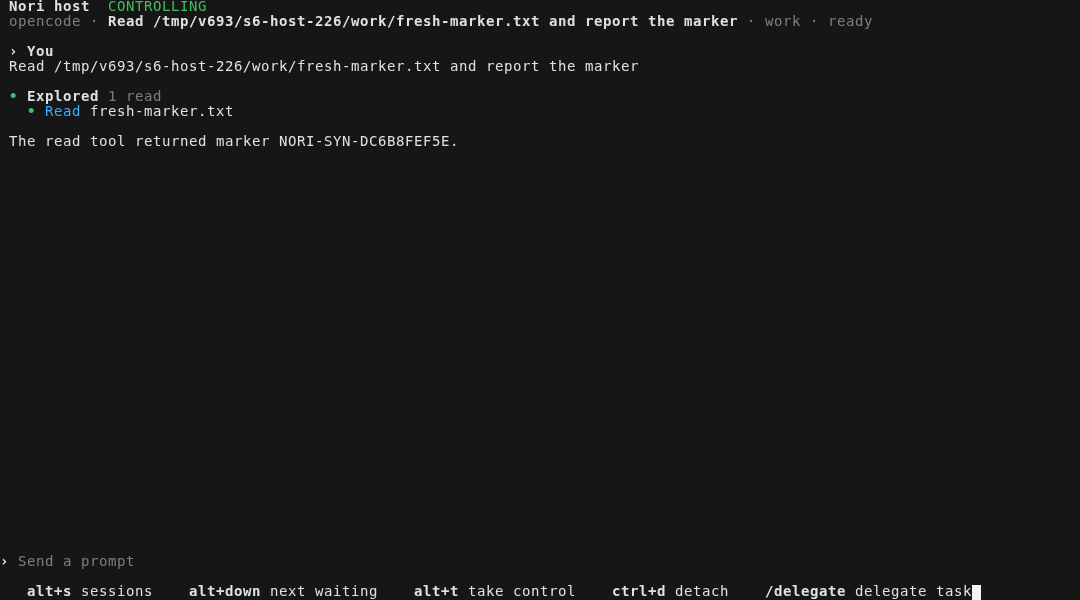 Nori host  CONTROLLING
opencode · Read /tmp/v693/s6-host-226/work/fresh-marker.txt and report the marker · work · ready
› You
Read /tmp/v693/s6-host-226/work/fresh-marker.txt and report the marker
• Explored 1 read
• Read fresh-marker.txt
The read tool returned marker NORI-SYN-DC6B8FEF5E.
› Send a prompt
alt+s sessions    alt+down next waiting    alt+t take control    ctrl+d detach    /delegate delegate task